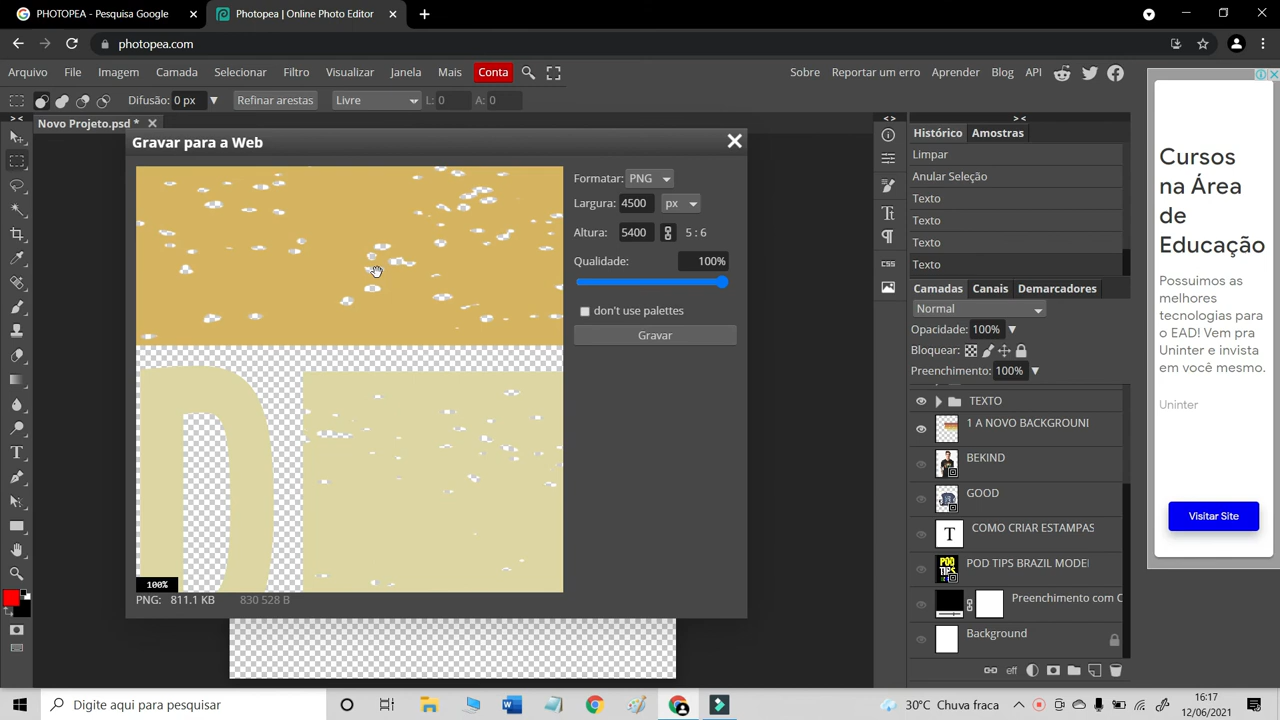 PHOTOPEA - Pesquisa Google
Photopea | Online Photo Editor
photopea.com
Arquivo File Imagem Camada Selecionar Filtro Visualizar Janela Mais Conta
Sobre Reportar um erro Aprender Blog API
Difusão: 0 px Refinar arestas Livre L: 0 A: 0
Novo Projeto.psd *
Gravar para a Web
Formatar: PNG
Largura: 4500 px
Altura: 5400 5 : 6
Qualidade: 100%
don't use palettes
Gravar
D
100%
PNG: 811.1 KB 830 528 B
Histórico Amostras
Limpar
Anular Seleção
Texto
Texto
Texto
Texto
CSS
Camadas Canais Demarcadores
Normal
Opacidade: 100%
Bloquear:
Preenchimento: 100%
TEXTO
1 A NOVO BACKGROUNI
BEKIND
GOOD
T COMO CRIAR ESTAMPAS
POD TIPS BRAZIL MODEI
Preenchimento com C
Background
eff
Cursos
na Área
de
Educação
Possuimos as
melhores
tecnologias para
o EAD! Vem pra
Uninter e invista
em você mesmo.
Uninter
Visitar Site
Digite aqui para pesquisar
30°C Chuva fraca
16:17
12/06/2021